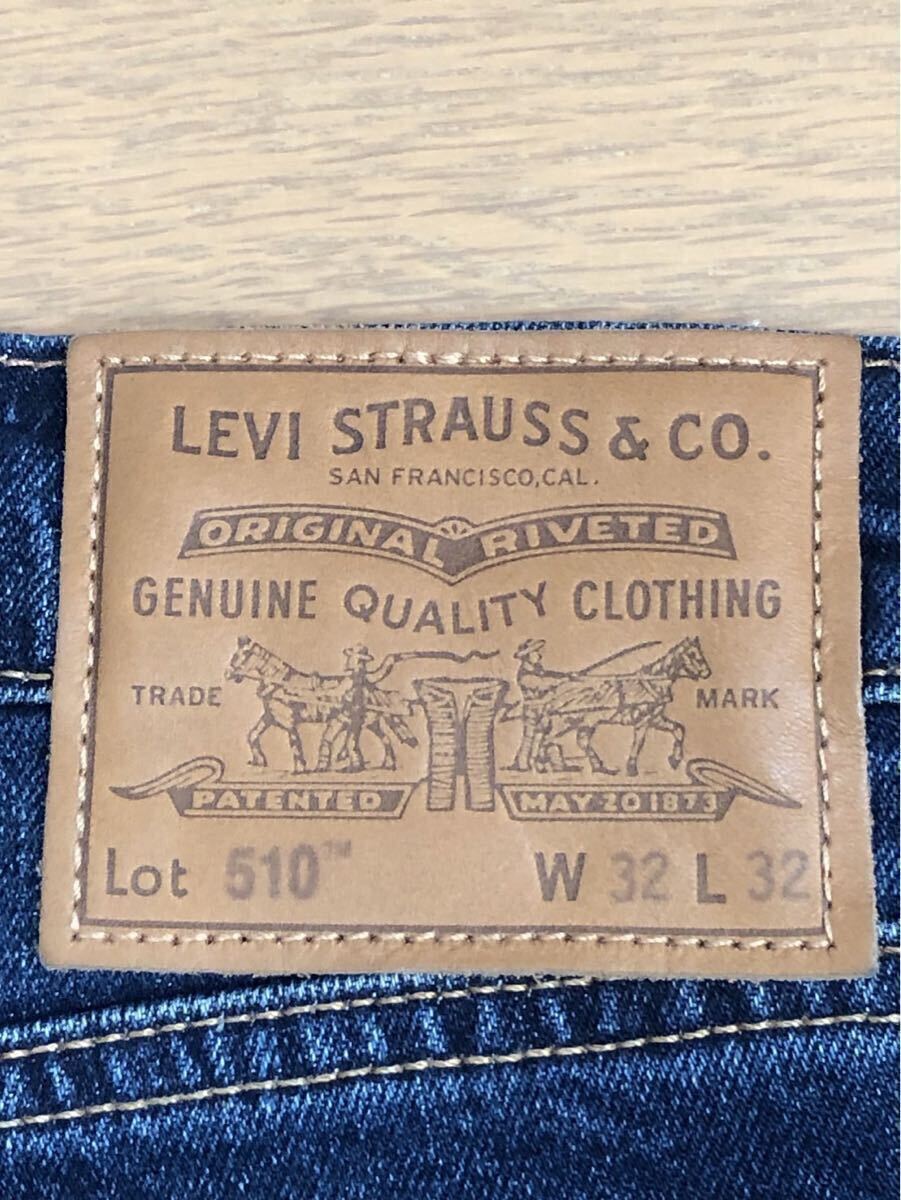 LEVI STRAUSS & CO.
SAN FRANCISCO, CAL.
ORIGINAL RIVETED
GENUINE QUALITY CLOTHING
TRADE MARK
PATENTED MAY 20 1873
Lot 510™ W 32 L 32